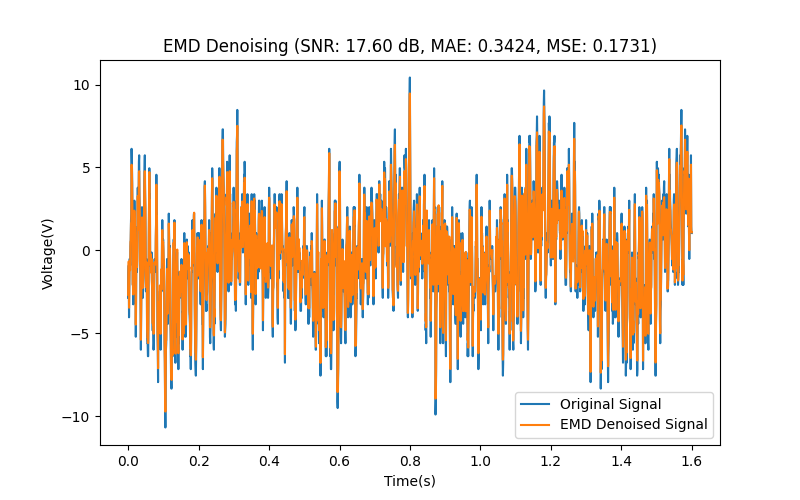 EMD Denoising (SNR: 17.60 dB, MAE: 0.3424, MSE: 0.1731)
10
5
0
−5
−10
Voltage(V)
0.0 0.2 0.4 0.6 0.8 1.0 1.2 1.4 1.6
Time(s)
Original Signal
EMD Denoised Signal